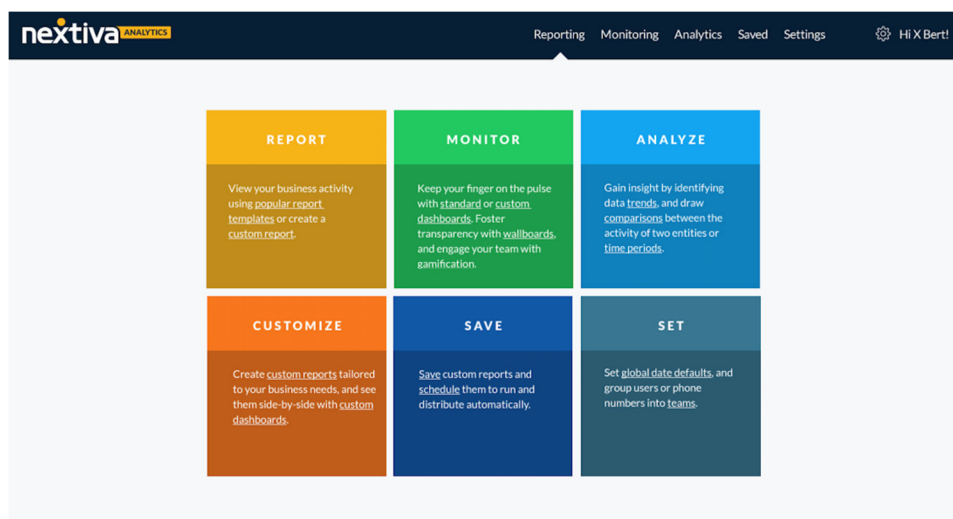 nextiva ANALYTICS
Reporting Monitoring Analytics Saved Settings Hi X Bert!
REPORT
View your business activity
using popular report
templates or create a
custom report.
MONITOR
Keep your finger on the pulse
with standard or custom
dashboards. Foster
transparency with wallboards,
and engage your team with
gamification.
ANALYZE
Gain insight by identifying
data trends, and draw
comparisons between the
activity of two entities or
time periods.
CUSTOMIZE
Create custom reports tailored
to your business needs, and see
them side-by-side with custom
dashboards.
SAVE
Save custom reports and
schedule them to run and
distribute automatically.
SET
Set global date defaults, and
group users or phone
numbers into teams.